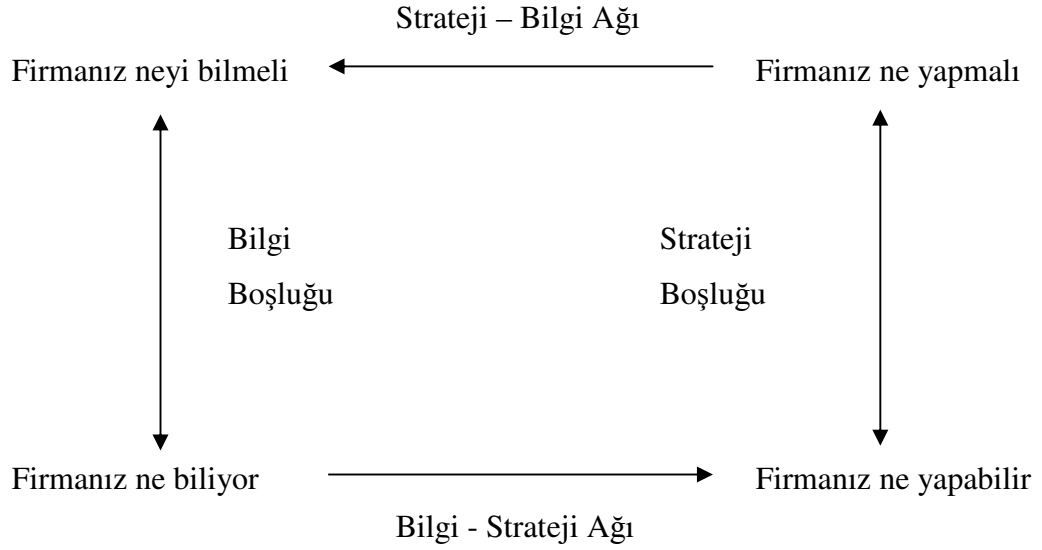 Strateji – Bilgi Ağı
Firmanız neyi bilmeli
Firmanız ne yapmalı
Bilgi
Boşluğu
Strateji
Boşluğu
Firmanız ne biliyor
Firmanız ne yapabilir
Bilgi - Strateji Ağı